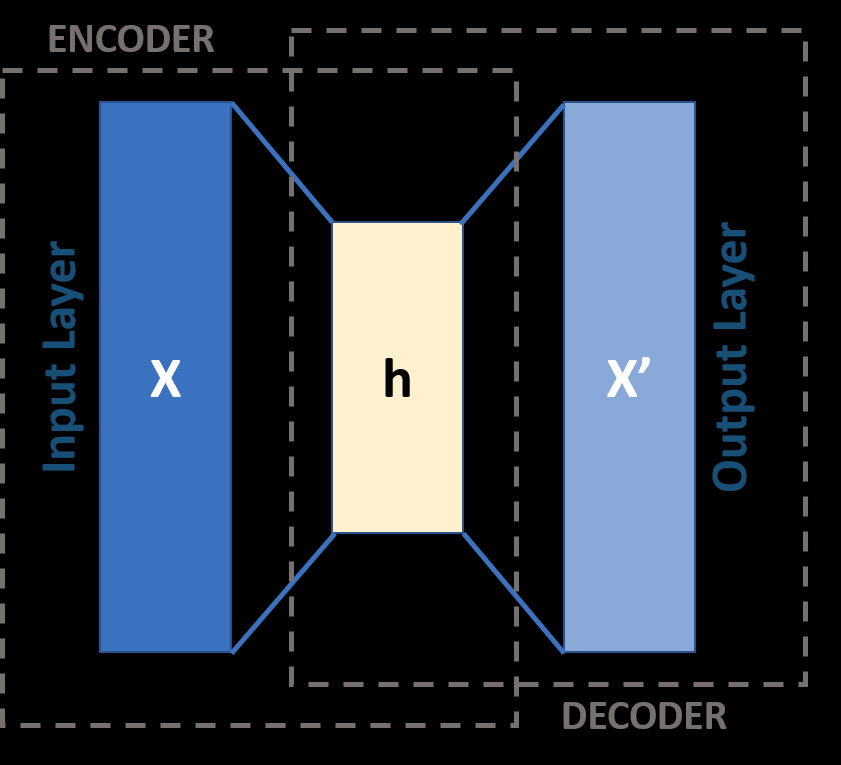 ENCODER
Input Layer
X
h
X’
Output Layer
DECODER